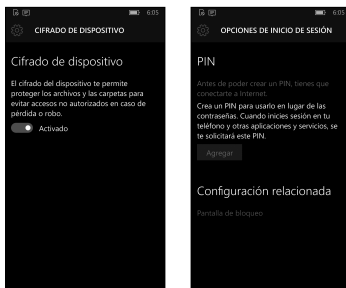 6:05
CIFRADO DE DISPOSITIVO
Cifrado de dispositivo
El cifrado del dispositivo te permite
proteger los archivos y las carpetas para
evitar accesos no autorizados en caso de
pérdida o robo.
Activado
6:05
OPCIONES DE INICIO DE SESIÓN
PIN
Antes de poder crear un PIN, tienes que
conectarte a Internet.
Crea un PIN para usarlo en lugar de las
contraseñas. Cuando inicies sesión en tu
teléfono y otras aplicaciones y servicios, se
te solicitará este PIN.
Agregar
Configuración relacionada
Pantalla de bloqueo